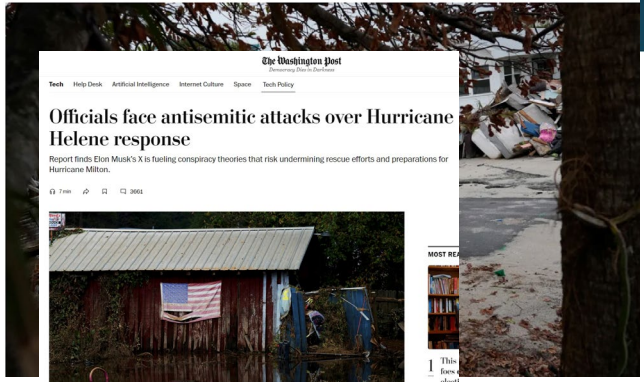 The Washington Post
Democracy Dies in Darkness
Tech Help Desk Artificial Intelligence Internet Culture Space Tech Policy
Officials face antisemitic attacks over Hurricane
Helene response
Report finds Elon Musk's X is fueling conspiracy theories that risk undermining rescue efforts and preparations for
Hurricane Milton.
7 min 3661
MOST REA
1 This
foes